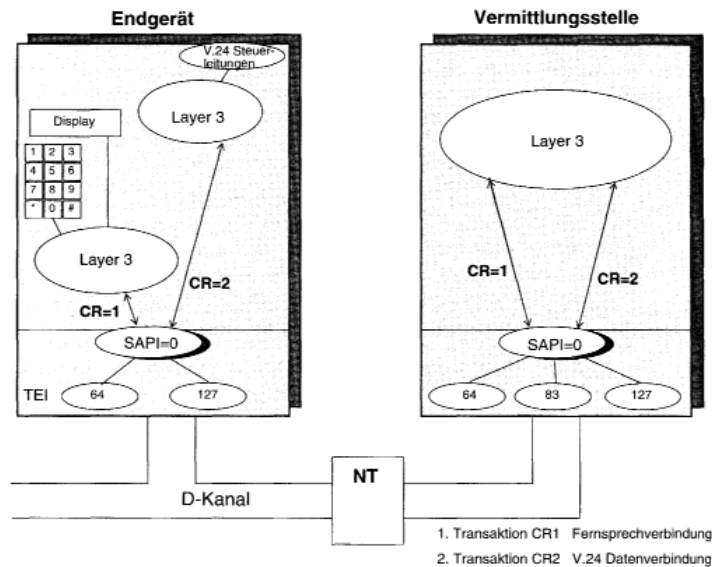 Endgerät
Vermittlungsstelle
V.24 Steuer-
leitungen
Layer 3
Display
1 2 3
4 5 6
7 8 9
* 0 #
Layer 3
CR=1
CR=2
SAPI=0
TEI
64
127
Layer 3
CR=1
CR=2
SAPI=0
64
83
127
NT
D-Kanal
1. Transaktion CR1 Fernsprechverbindung
2. Transaktion CR2 V.24 Datenverbindung